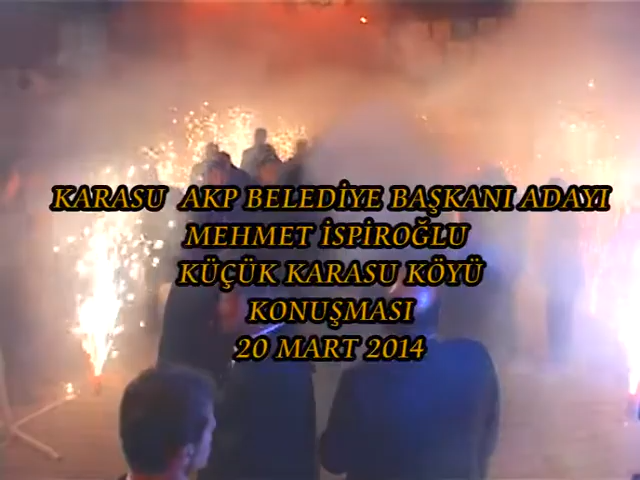 KARASU AKP BELEDİYE BAŞKANI ADAYI
MEHMET İSPİROĞLU
KÜÇÜK KARASU KÖYÜ
KONUŞMASI
20 MART 2014